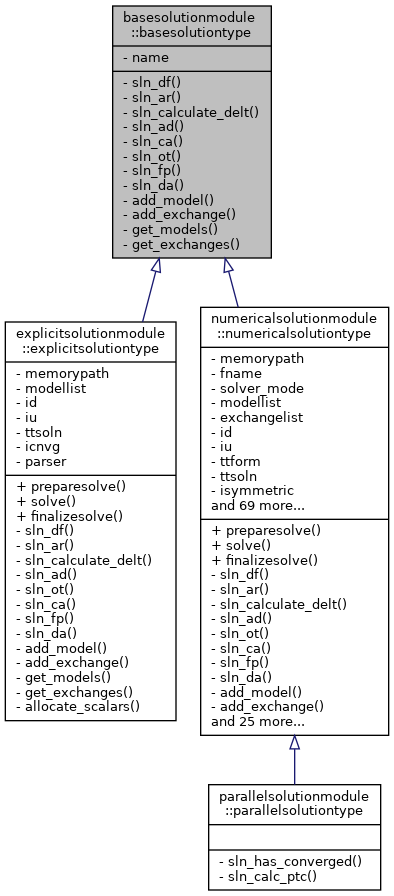 basesolutionmodule
::basesolutiontype
- name
- sln_df()
- sln_ar()
- sln_calculate_delt()
- sln_ad()
- sln_ca()
- sln_ot()
- sln_fp()
- sln_da()
- add_model()
- add_exchange()
- get_models()
- get_exchanges()
explicitsolutionmodule
::explicitsolutiontype
- memorypath
- modellist
- id
- iu
- ttsoln
- icnvg
- parser
+ preparesolve()
+ solve()
+ finalizesolve()
- sln_df()
- sln_ar()
- sln_calculate_delt()
- sln_ad()
- sln_ot()
- sln_ca()
- sln_fp()
- sln_da()
- add_model()
- add_exchange()
- get_models()
- get_exchanges()
- allocate_scalars()
numericalsolutionmodule
::numericalsolutiontype
- memorypath
- fname
- solver_mode
- modellist
- exchangelist
- id
- iu
- ttform
- ttsoln
- isymmetric
and 69 more...
+ preparesolve()
+ solve()
+ finalizesolve()
- sln_df()
- sln_ar()
- sln_calculate_delt()
- sln_ad()
- sln_ot()
- sln_ca()
- sln_fp()
- sln_da()
- add_model()
- add_exchange()
and 25 more...
parallelsolutionmodule
::parallelsolutiontype
- sln_has_converged()
- sln_calc_ptc()